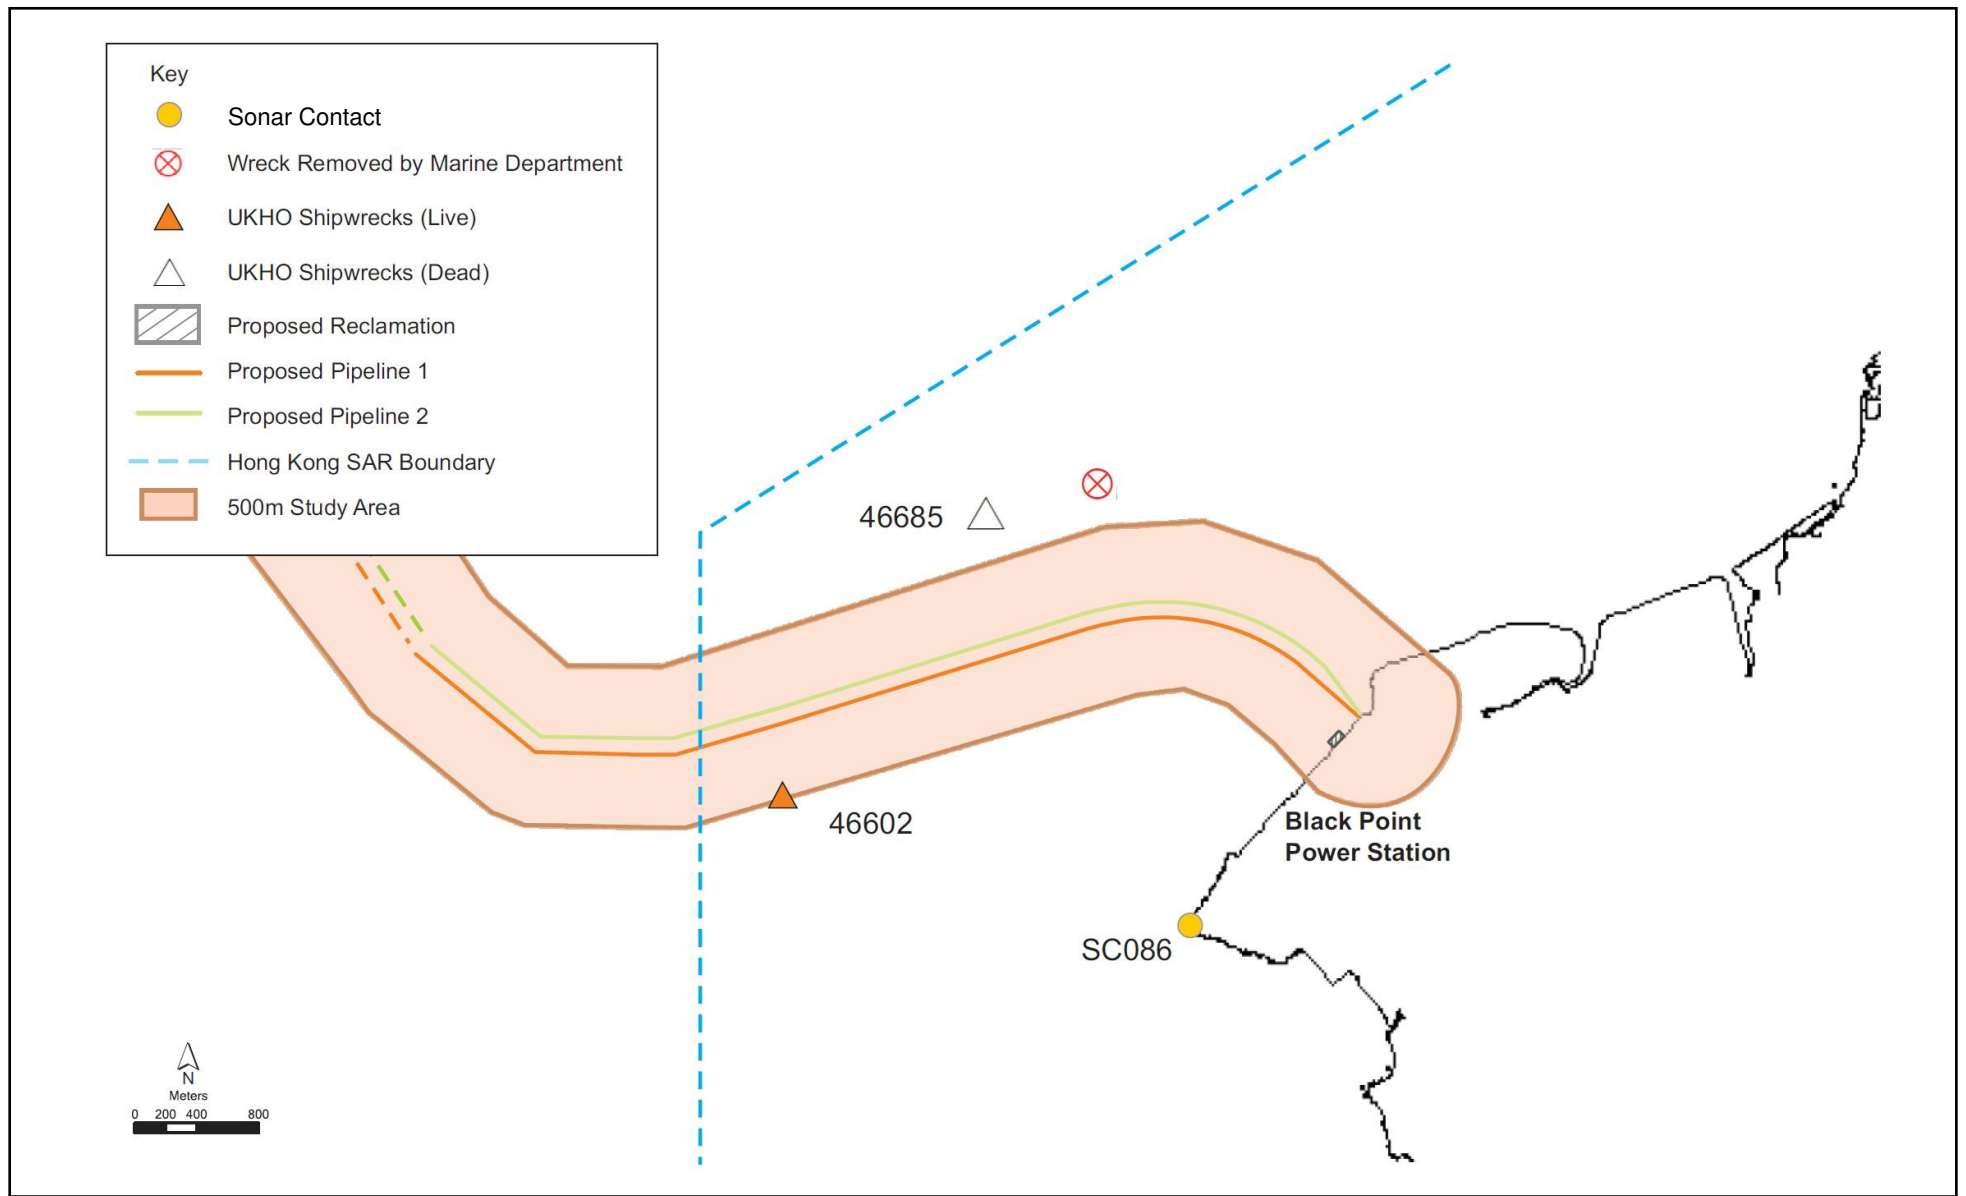 Key
Sonar Contact
Wreck Removed by Marine Department
UKHO Shipwrecks (Live)
UKHO Shipwrecks (Dead)
Proposed Reclamation
Proposed Pipeline 1
Proposed Pipeline 2
Hong Kong SAR Boundary
500m Study Area
46685
46602
Black Point
Power Station
SC086
N
Meters
0 200 400 800